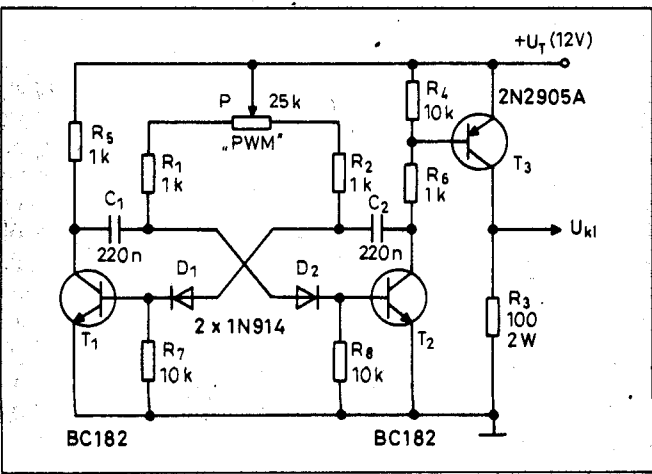 +U_T (12V)
P 25k
„PWM"
R5
1k
R1
1k
R2
1k
R4
10k
2N2905A
T3
R6
1k
C1
220n
C2
220n
Uki
D1
D2
2 x 1N914
T1
T2
R7
10k
R8
10k
R3
100
2W
BC182
BC182